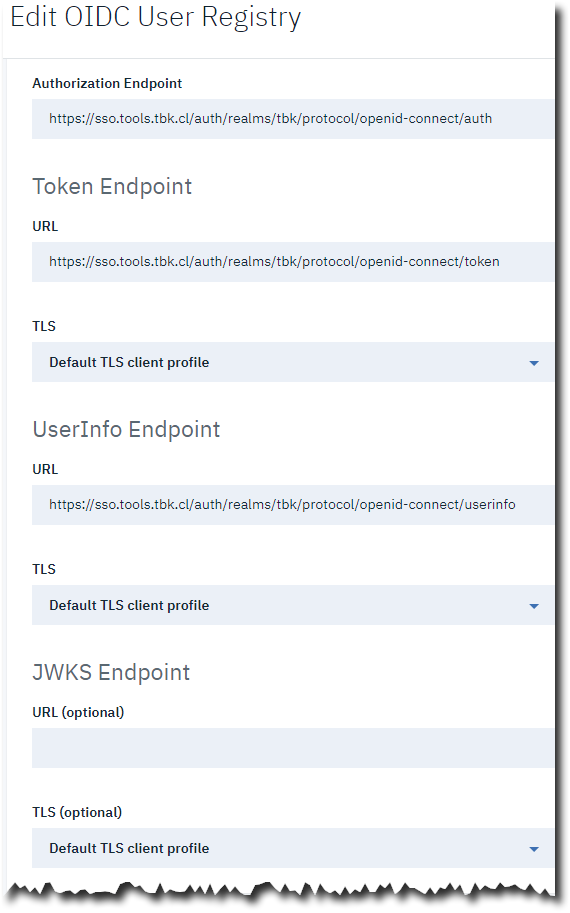 Edit OIDC User Registry
Authorization Endpoint
https://sso.tools.tbk.cl/auth/realms/tbk/protocol/openid-connect/auth
Token Endpoint
URL
https://sso.tools.tbk.cl/auth/realms/tbk/protocol/openid-connect/token
TLS
Default TLS client profile
UserInfo Endpoint
URL
https://sso.tools.tbk.cl/auth/realms/tbk/protocol/openid-connect/userinfo
TLS
Default TLS client profile
JWKS Endpoint
URL (optional)
TLS (optional)
Default TLS client profile